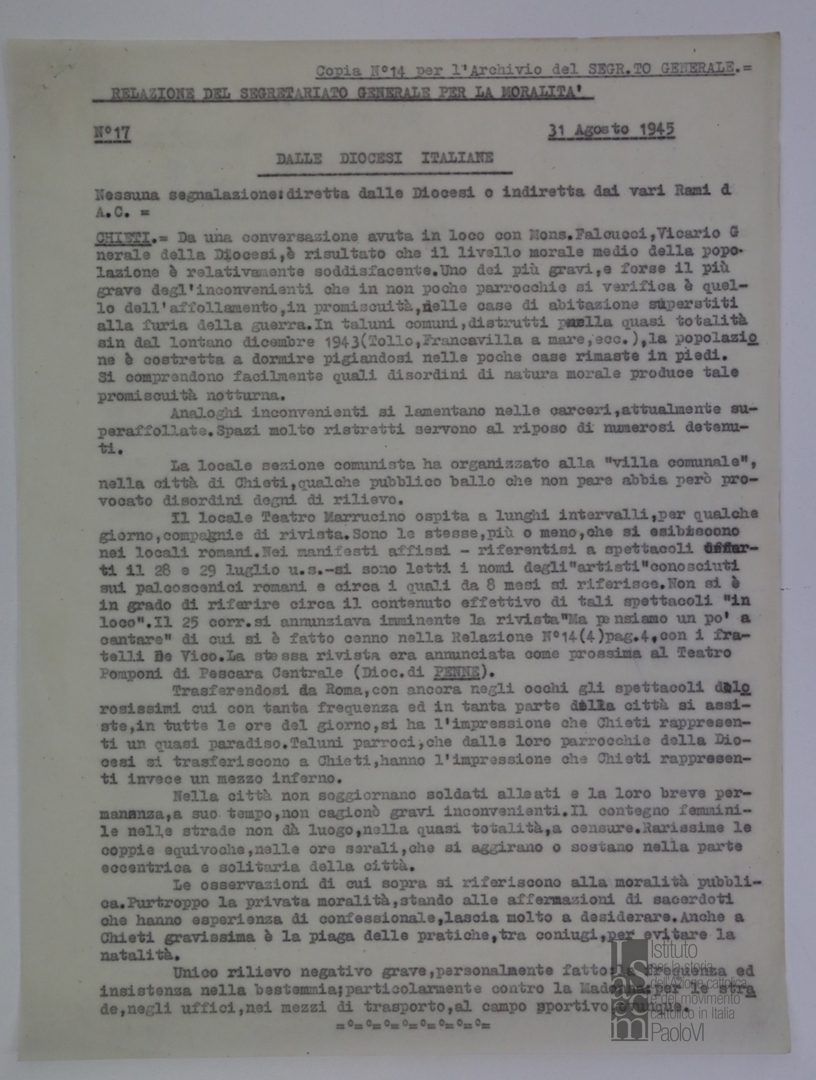 Copia N°14 per l'Archivio del SEGR.TO GENERALE.=
RELAZIONE DEL SEGRETARIATO GENERALE PER LA MORALITA'
N°17
31 Agosto 1945
DALLE DIOCESI ITALIANE
Nessuna segnalazione:diretta dalle Diocesi o indiretta dai vari Rami d
A.C. =
CHIETI.= Da una conversazione avuta in loco con Mons.Falcucci,Vicario G
nerale della Diocesi,è risultato che il livello morale medio della popo-
lazione è relativamente soddisfacente.Uno dei più gravi,e forse il più
grave degl'inconvenienti che in non poche parrocchie si verifica è quel-
lo dell'affollamento,in promiscuità,nelle case di abitazione superstiti
alla furia della guerra.In taluni comuni,distrutti nella quasi totalità
sin dal lontano dicembre 1943(Tollo,Francavilla a mare,ecc.),la popolazio
ne è costretta a dormire pigiandosi nelle poche case rimaste in piedi.
Si comprendono facilmente quali disordini di natura morale produce tale
promiscuità notturna.
Analoghi inconvenienti si lamentano nelle carceri,attualmente su-
peraffollate.Spazi molto ristretti servono al riposo di numerosi detenu-
ti.
La locale sezione comunista ha organizzato alla "villa comunale",
nella città di Chieti,qualche pubblico ballo che non pare abbia però pro-
vocato disordini degni di rilievo.
Il locale Teatro Marrucino ospita a lunghi intervalli,per qualche
giorno,compagnie di rivista.Sono le stesse,più o meno,che si esibiscono
nei locali romani.Nei manifesti affissi - riferentisi a spettacoli offer-
ti il 28 e 29 luglio u.s.-si sono letti i nomi degli"artisti"conosciuti
sui palcoscenici romani e circa i quali da 8 mesi si riferisce.Non si è
in grado di riferire circa il contenuto effettivo di tali spettacoli "in
loco".Il 25 corr.si annunziava imminente la rivista"Ma pensiamo un po' a
cantare" di cui si è fatto cenno nella Relazione N°14(4)pag.4,con i fra-
telli De Vico.La stessa rivista era annunciata come prossima al Teatro
Pomponi di Pescara Centrale (Dioc.di PENNE).
Trasferendosi da Roma,con ancora negli occhi gli spettacoli dolo
rosissimi cui con tanta frequenza ed in tanta parte della città si assi-
ste,in tutte le ore del giorno,si ha l'impressione che Chieti rappresen-
ti un quasi paradiso.Taluni parroci,che dalle loro parrocchie della Dio-
cesi si trasferiscono a Chieti,hanno l'impressione che Chieti rappresen-
ti invece un mezzo inferno.
Nella città non soggiornano soldati alleati e la loro breve per-
manenza,a suo tempo,non cagionò gravi inconvenienti.Il contegno femmini-
le nelle strade non dà luogo,nella quasi totalità,a censure.Rarissime le
coppie equivoche,nelle ore serali,che si aggirano o sostano nella parte
eccentrica e solitaria della città.
Le osservazioni di cui sopra si riferiscono alla moralità pubbli-
ca.Purtroppo la privata moralità,stando alle affermazioni di sacerdoti
che hanno esperienza di confessionale,lascia molto a desiderare.Anche a
Chieti gravissima è la piaga delle pratiche,tra coniugi,per evitare la
natalità.
Unico rilievo negativo grave,personalmente fatto:la frequenza ed
insistenza nella bestemmia;particolarmente contro la Madonna:per le stra
de,negli uffici,nei mezzi di trasporto,al campo sportivo ovunque.
=°=°=°=°=°=°=°=
Istituto
per la storia
dell'Azione cattolica
e del movimento
cattolico in Italia
PaoloVI